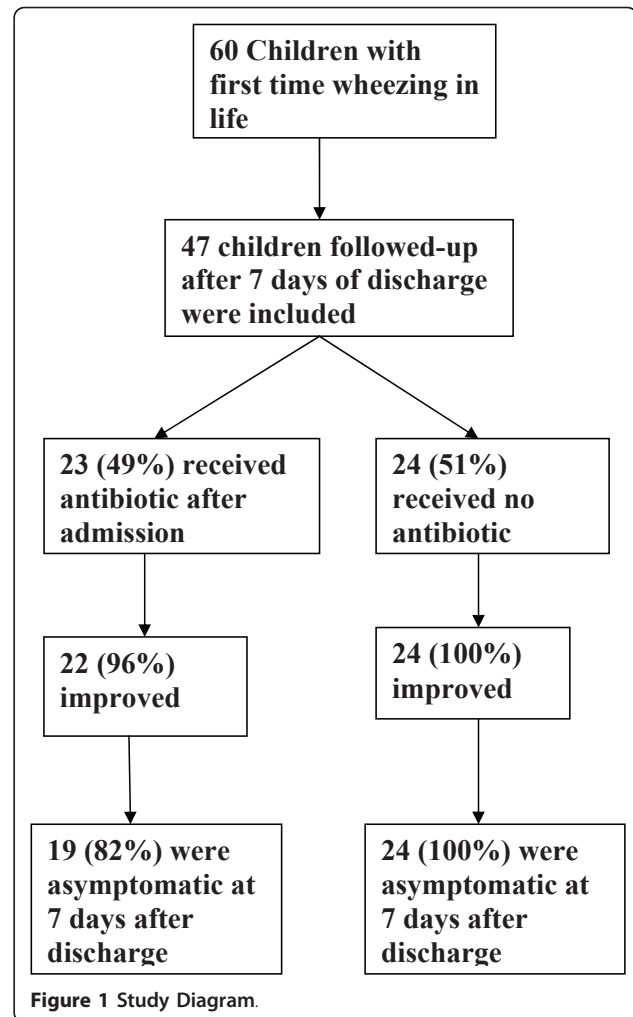 60 Children with
first time wheezing in
life
47 children followed-up
after 7 days of discharge
were included
23 (49%) received
antibiotic after
admission
24 (51%)
received no
antibiotic
22 (96%)
improved
24 (100%)
improved
19 (82%) were
asymptomatic at
7 days after
discharge
24 (100%) were
asymptomatic at
7 days after
discharge
Figure 1 Study Diagram.